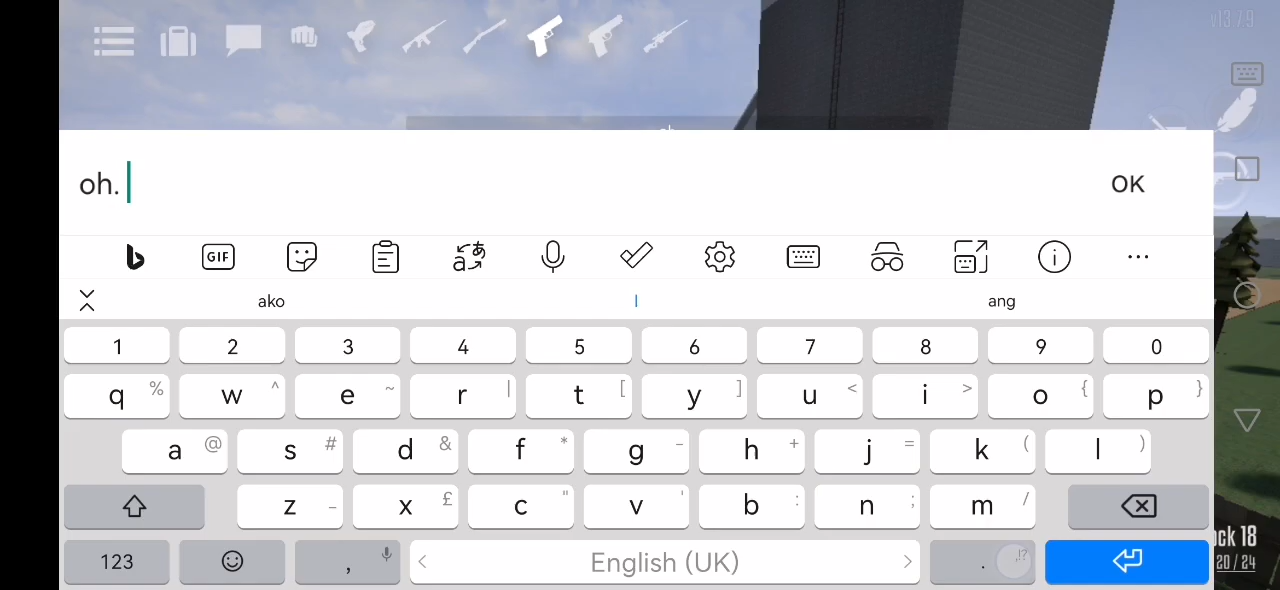 v13.7.9
oh.
OK
GIF
ako
I
ang
1 2 3 4 5 6 7 8 9 0
q % w ^ e ~ r | t [ y ] u < i > o { p }
a @ s # d & f * g - h + j = k ( l )
z _ x £ c " v ' b : n ; m /
123 , < English (UK) > . ,!?
ock 18
20 / 24